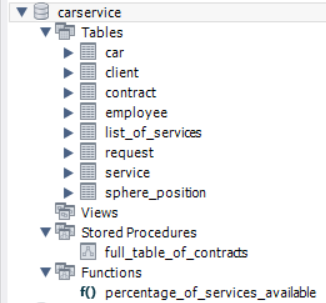 carservice
Tables
car
client
contract
employee
list_of_services
request
service
sphere_position
Views
Stored Procedures
full_table_of_contracts
Functions
f() percentage_of_services_available